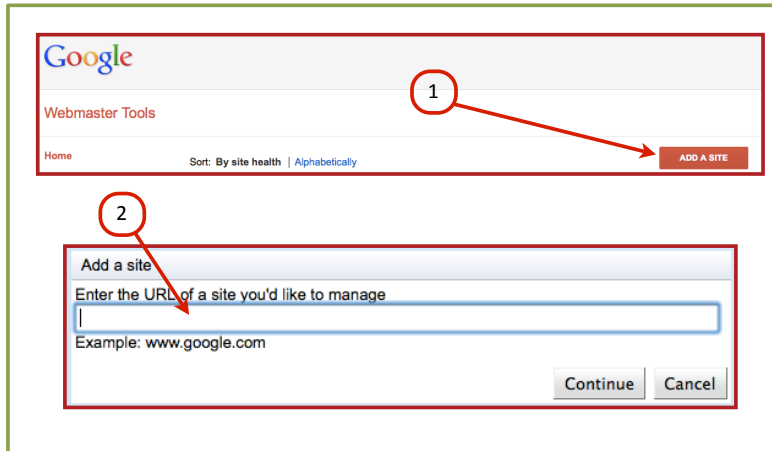 Google
1
Webmaster Tools
Home
Sort: By site health | Alphabetically
ADD A SITE
2
Add a site
Enter the URL of a site you'd like to manage
Example: www.google.com
Continue Cancel